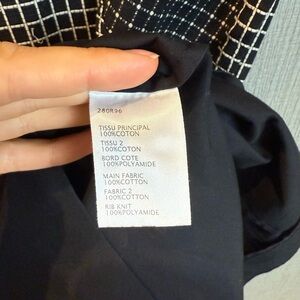 280R96
TISSU PRINCIPAL
100%COTON
TISSU 2
100%COTON
BORD COTE
100%POLYAMIDE
MAIN FABRIC
100%COTTON
FABRIC 2
100%COTTON
RIB KNIT
100%POLYAMIDE